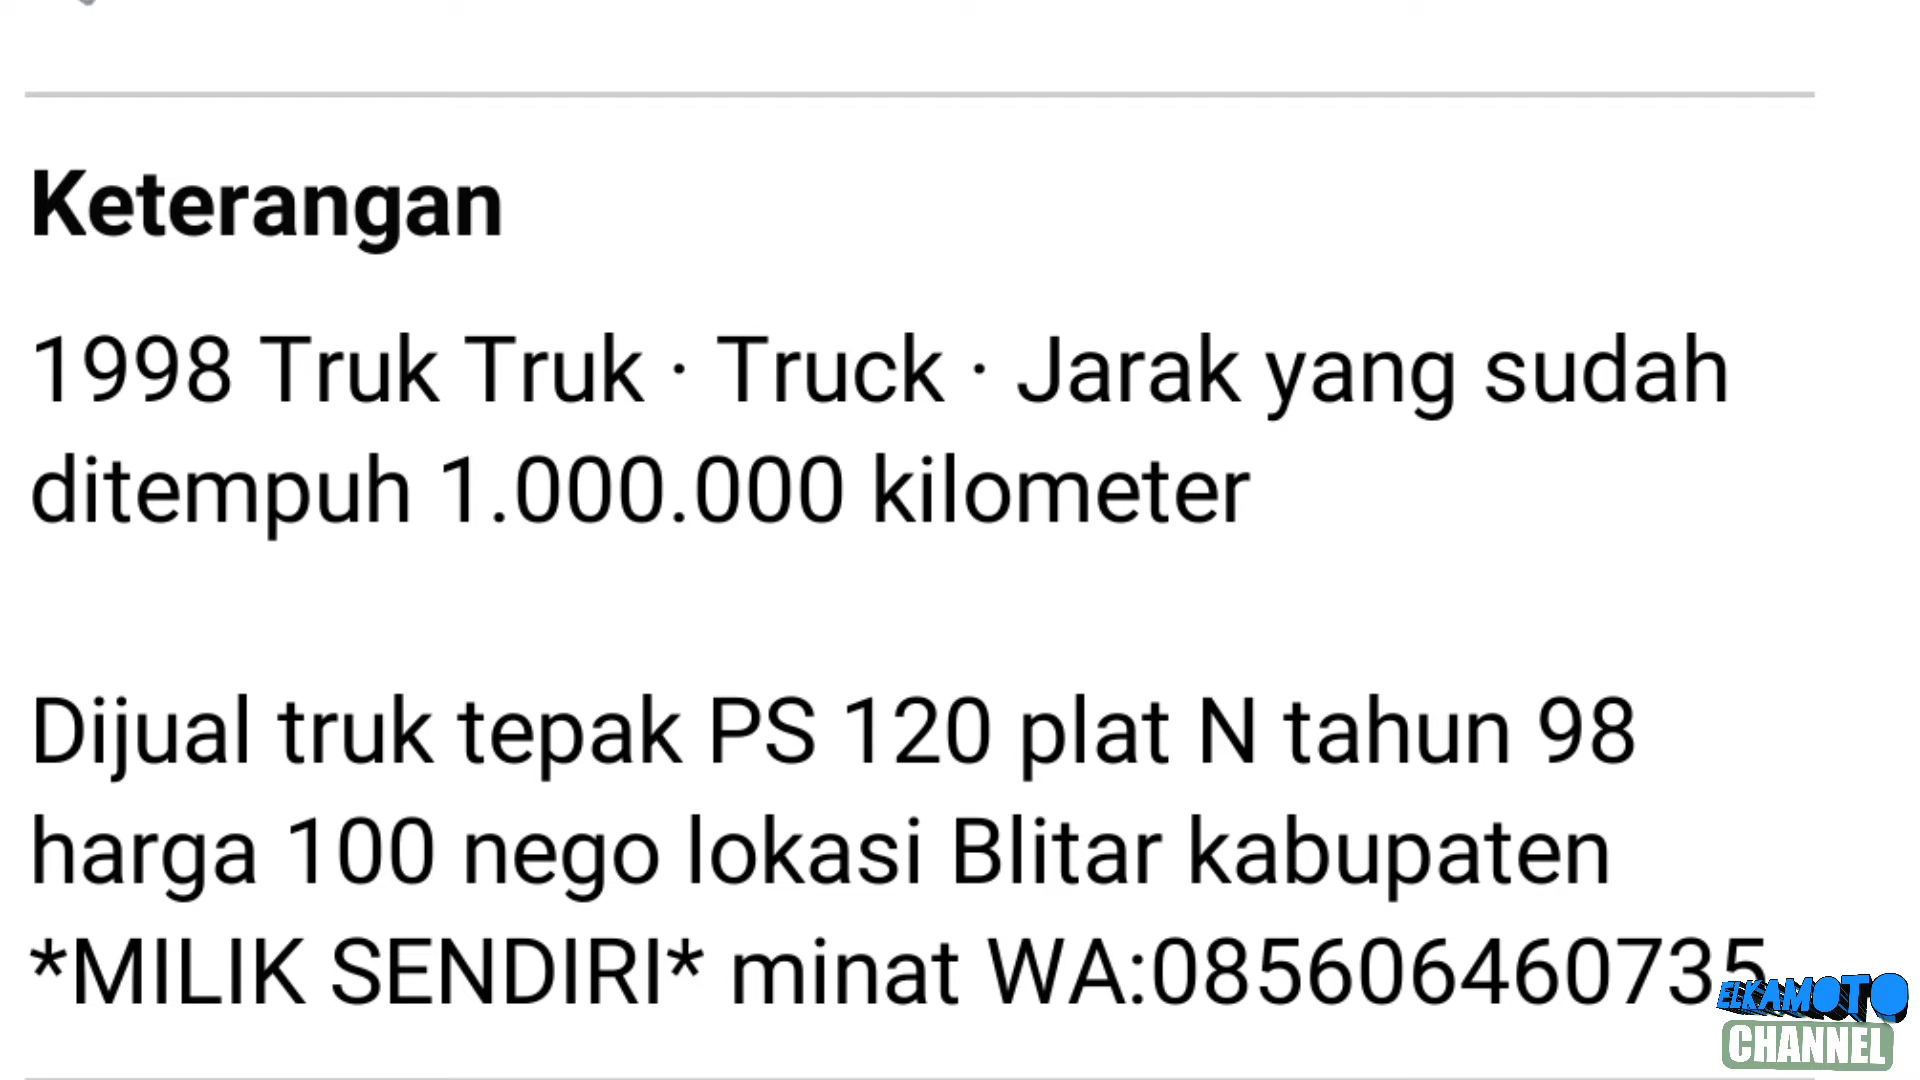 Keterangan
1998 Truk Truk · Truck · Jarak yang sudah
ditempuh 1.000.000 kilometer
Dijual truk tepak PS 120 plat N tahun 98
harga 100 nego lokasi Blitar kabupaten
*MILIK SENDIRI* minat WA:085606460735
ELKAMOTO
CHANNEL